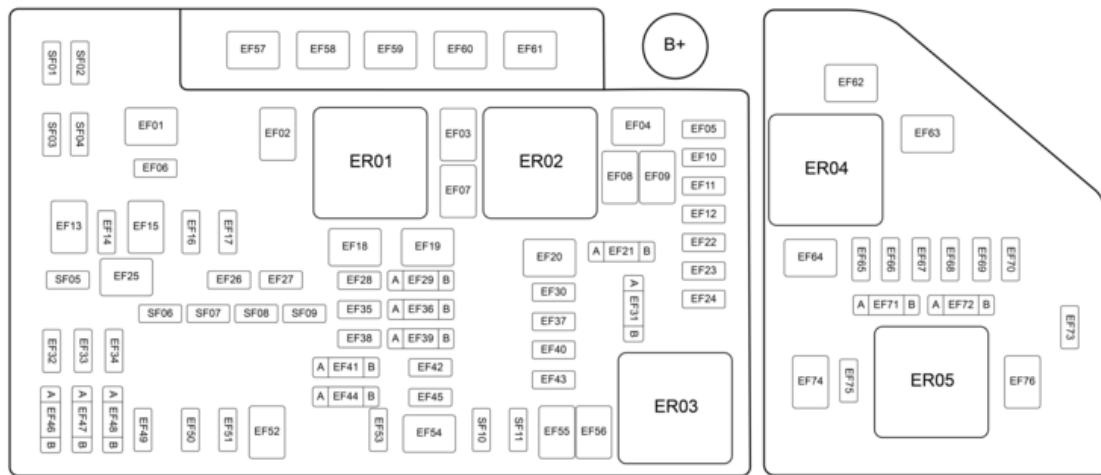 EF57 EF58 EF59 EF60 EF61
B+
SF01 SF02
SF03 SF04
EF01
EF02
EF03
EF04
EF05
EF06
EF07
EF08 EF09
EF10
EF11
EF12
ER01
ER02
EF13 EF14 EF15 EF16 EF17
EF18 EF19
EF20
A EF21 B
EF22
EF23
EF24
SF05 EF25 EF26 EF27
EF28 A EF29 B
EF30
A EF31 B
SF06 SF07 SF08 SF09
EF35 A EF36 B
EF37
EF32 EF33 EF34
EF38 A EF39 B
EF40
A EF41 B EF42
EF43
A EF44 B EF45
A EF46 B
A EF47 B
A EF48 B
EF49 EF50 EF51 EF52
EF53 EF54 SF10 SF11 EF55 EF56
ER03
EF62
EF63
ER04
EF64 EF65 EF66 EF67 EF68 EF69 EF70
A EF71 B A EF72 B
EF73
EF74 EF75
ER05
EF76